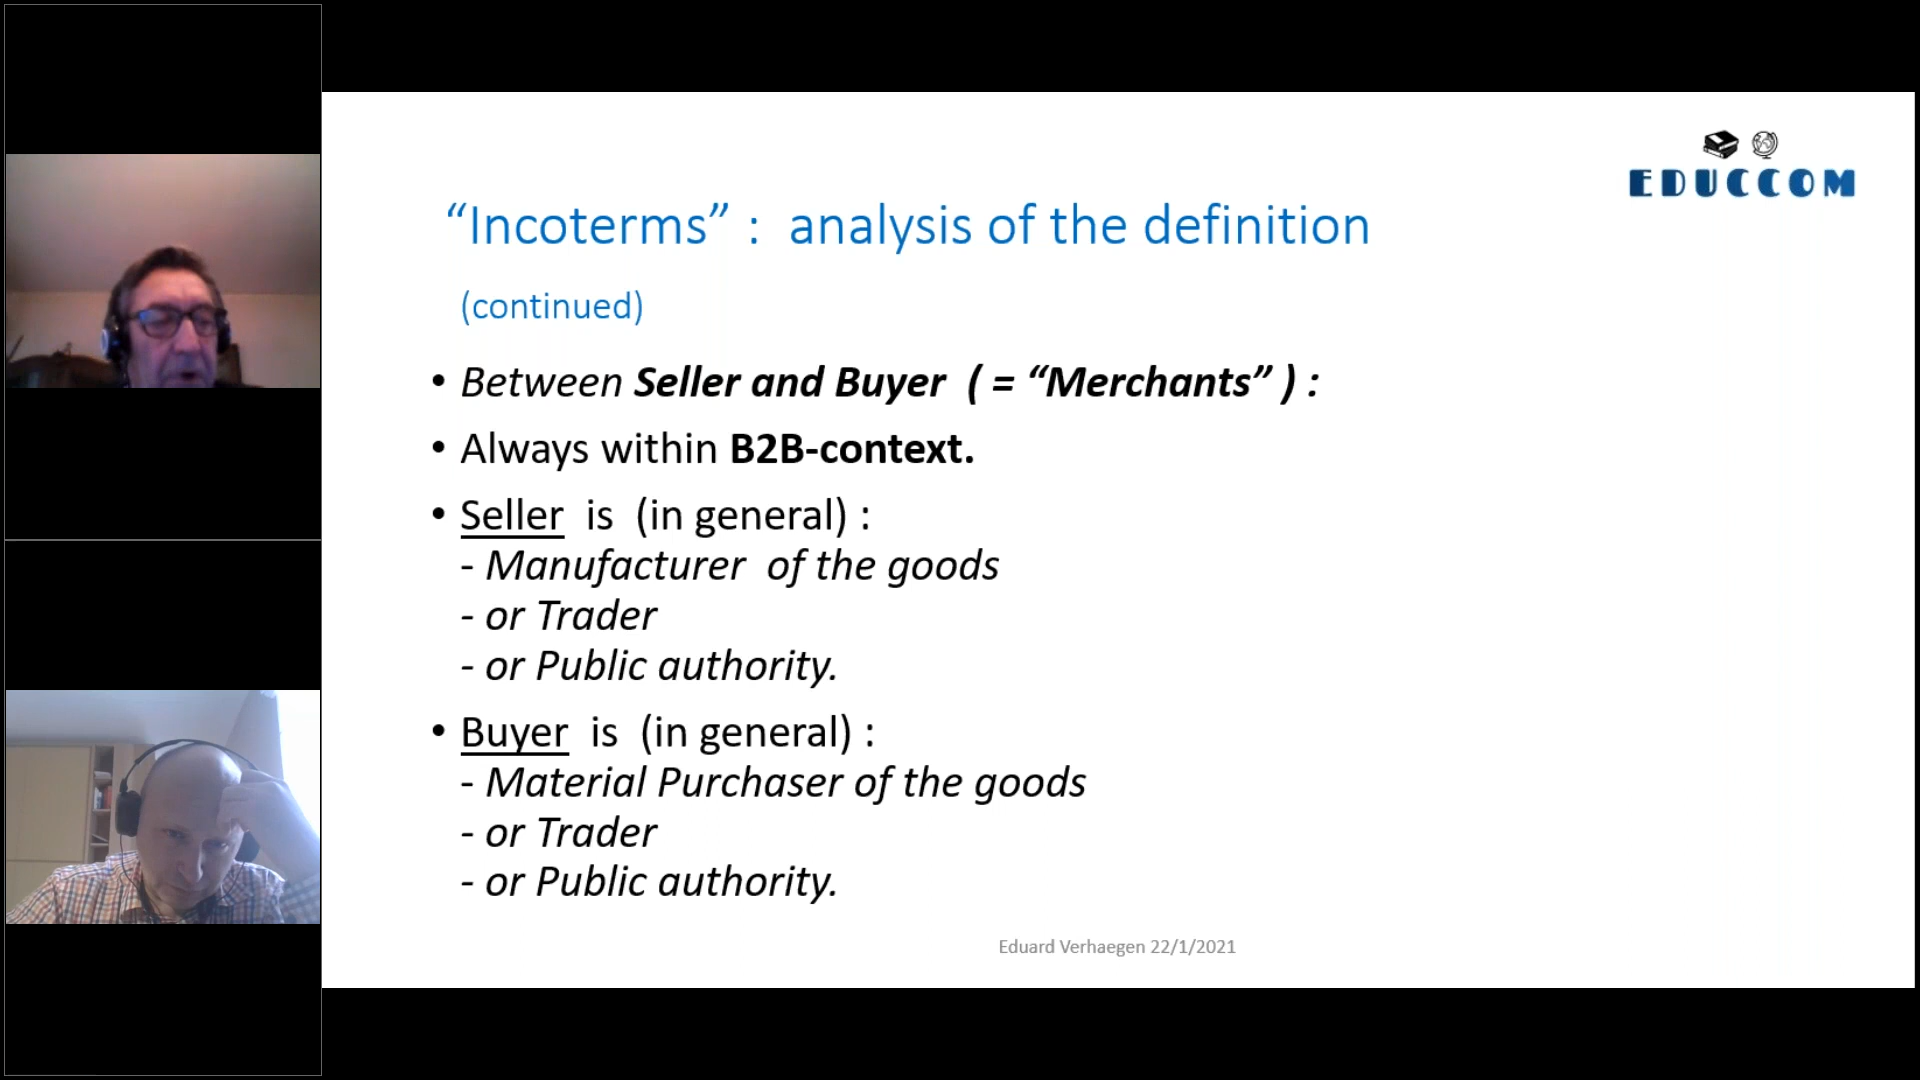 EDUCCOM
“Incoterms” : analysis of the definition
(continued)
• Between Seller and Buyer ( = “Merchants” ) :
• Always within B2B-context.
• Seller is (in general) :
- Manufacturer of the goods
- or Trader
- or Public authority.
• Buyer is (in general) :
- Material Purchaser of the goods
- or Trader
- or Public authority.
Eduard Verhaegen 22/1/2021